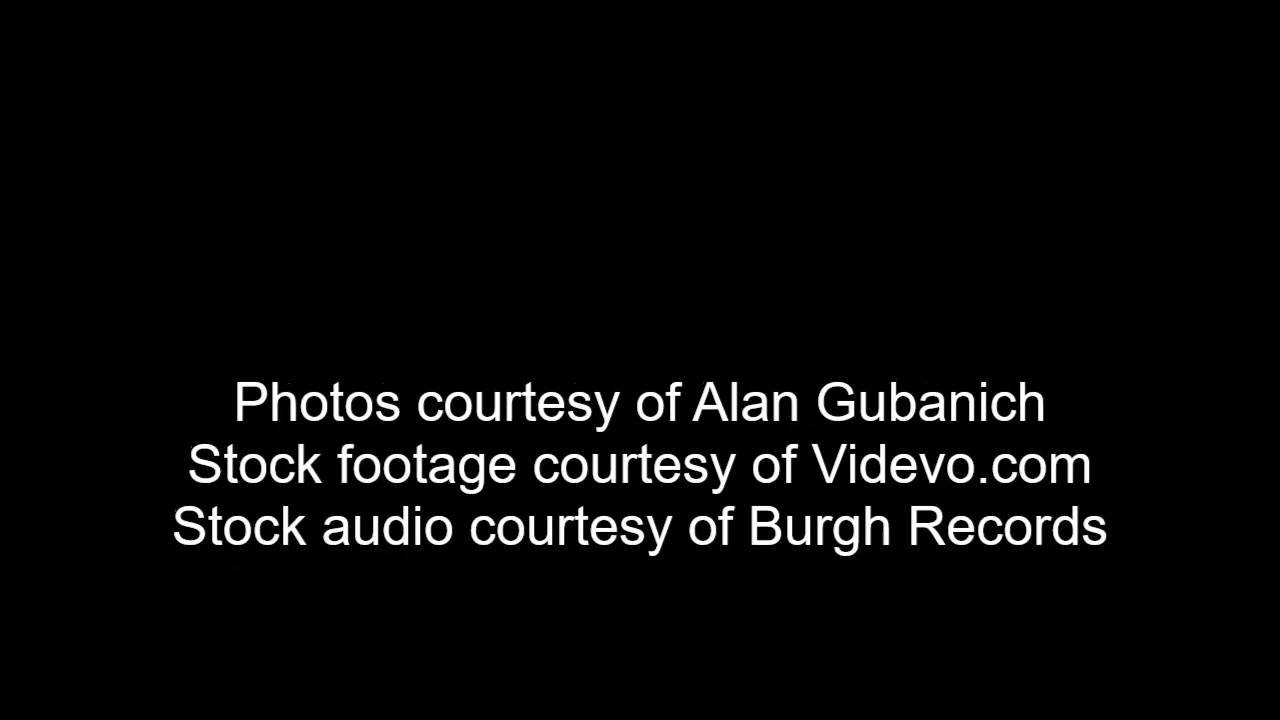 Photos courtesy of Alan Gubanich
Stock footage courtesy of Videvo.com
Stock audio courtesy of Burgh Records